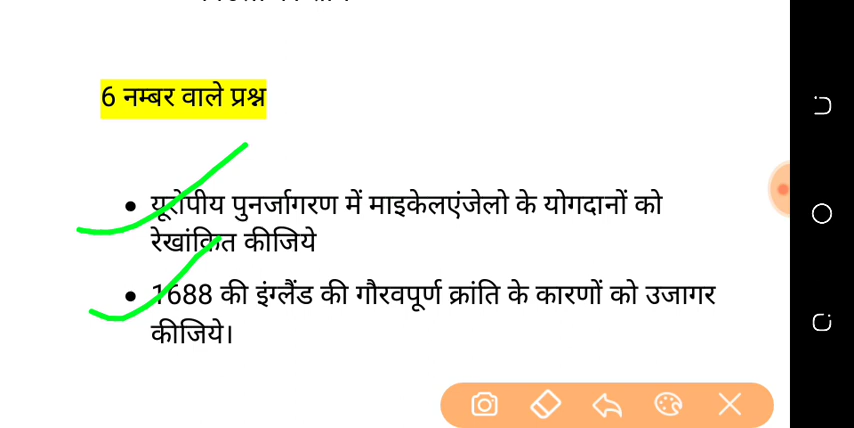 6 नम्बर वाले प्रश्न
यूरोपीय पुनर्जागरण में माइकेलएंजेलो के योगदानों को
रेखांकित कीजिये
1688 की इंग्लैंड की गौरवपूर्ण क्रांति के कारणों को उजागर
कीजिये।